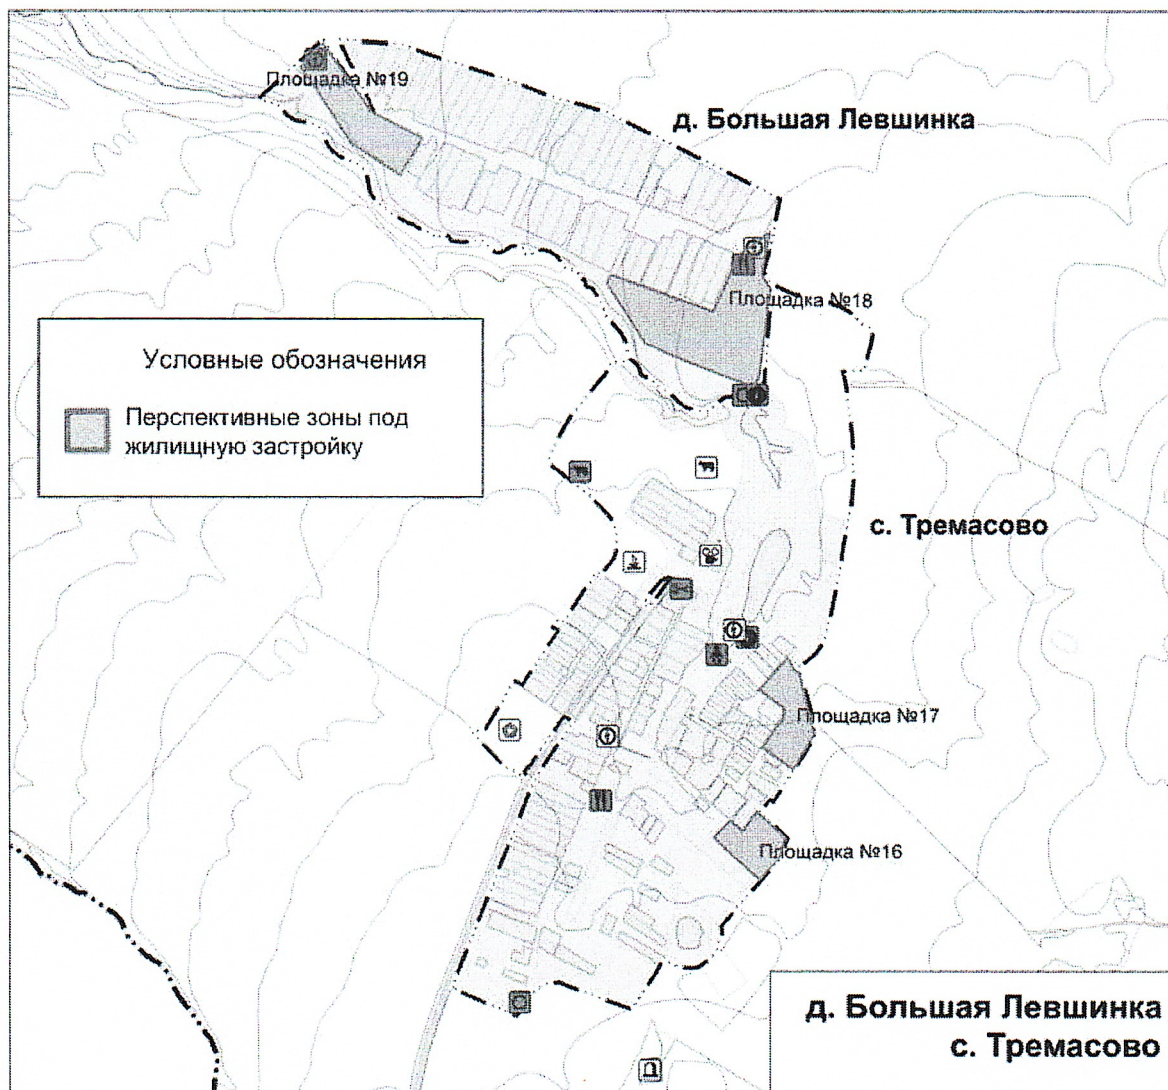 Площадка №19
д. Большая Левшинка
Площадка №18
Условные обозначения
Перспективные зоны под
жилищную застройку
с. Тремасово
Площадка №17
Площадка №16
д. Большая Левшинка
с. Тремасово